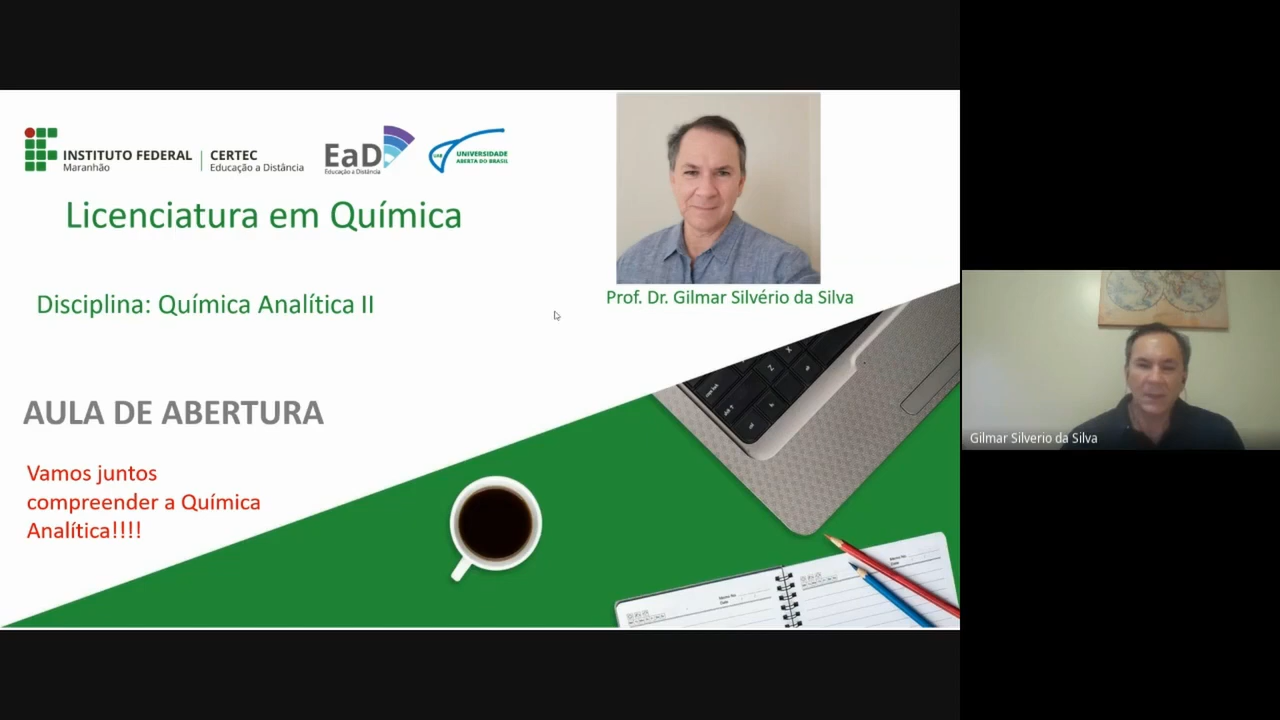 INSTITUTO FEDERAL
Maranhão
CERTEC
Educação a Distância
EaD
Educação a Distância
UAB
UNIVERSIDADE
ABERTA DO BRASIL
Licenciatura em Química
Prof. Dr. Gilmar Silvério da Silva
Disciplina: Química Analítica II
AULA DE ABERTURA
Vamos juntos
compreender a Química
Analítica!!!!
Gilmar Silverio da Silva